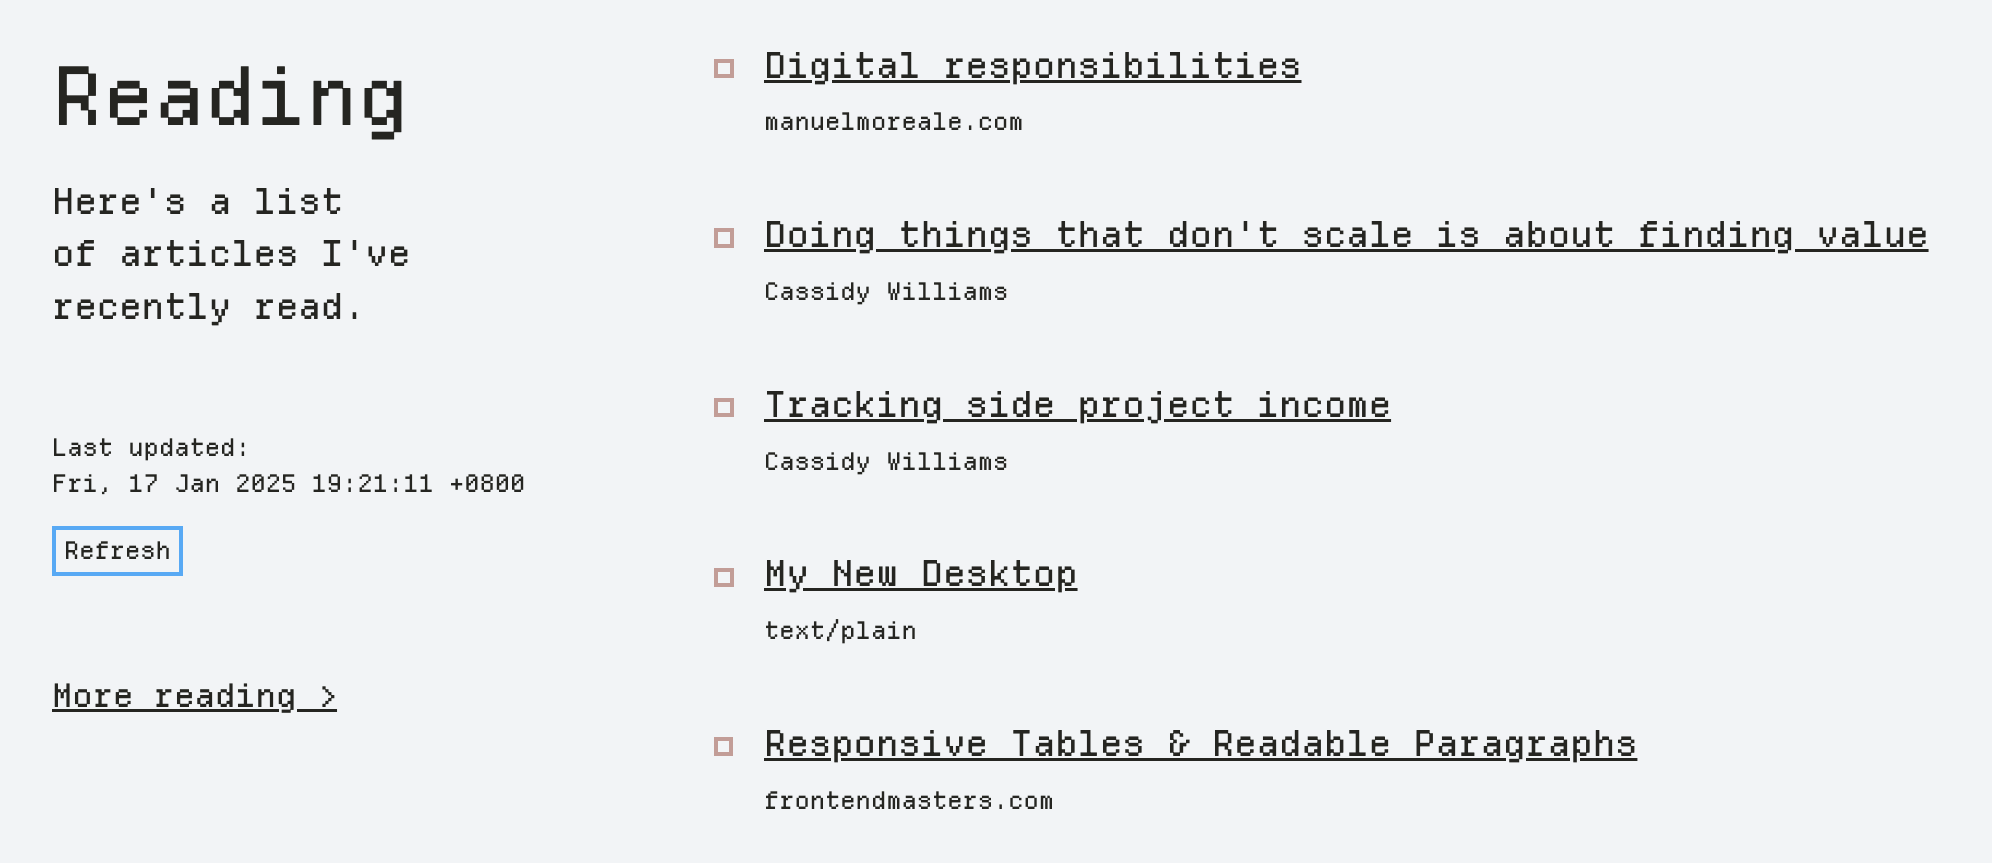 Reading
Here's a list
of articles I've
recently read.
Last updated:
Fri, 17 Jan 2025 19:21:11 +0800
Refresh
More reading >
Digital responsibilities
manuelmoreale.com
Doing things that don't scale is about finding value
Cassidy Williams
Tracking side project income
Cassidy Williams
My New Desktop
text/plain
Responsive Tables & Readable Paragraphs
frontendmasters.com